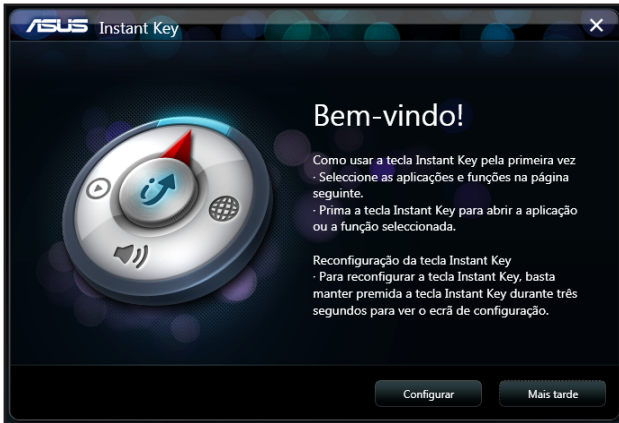 ASUS Instant Key
Bem-vindo!
Como usar a tecla Instant Key pela primeira vez
· Seleccione as aplicações e funções na página
seguinte.
· Prima a tecla Instant Key para abrir a aplicação
ou a função seleccionada.
Reconfiguração da tecla Instant Key
· Para reconfigurar a tecla Instant Key, basta
manter premida a tecla Instant Key durante três
segundos para ver o ecrã de configuração.
Configurar Mais tarde